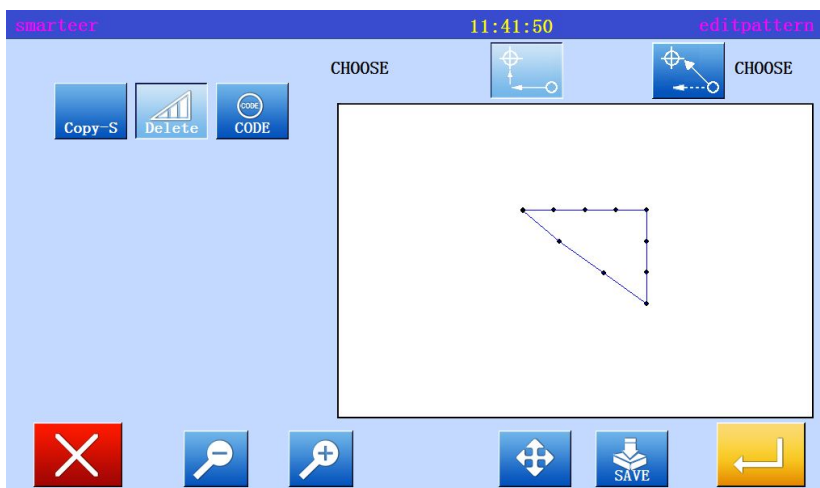 smarteer 11:41:50 editpattern
CHOOSE CHOOSE
Copy-S Delete CODE CODE
SAVE